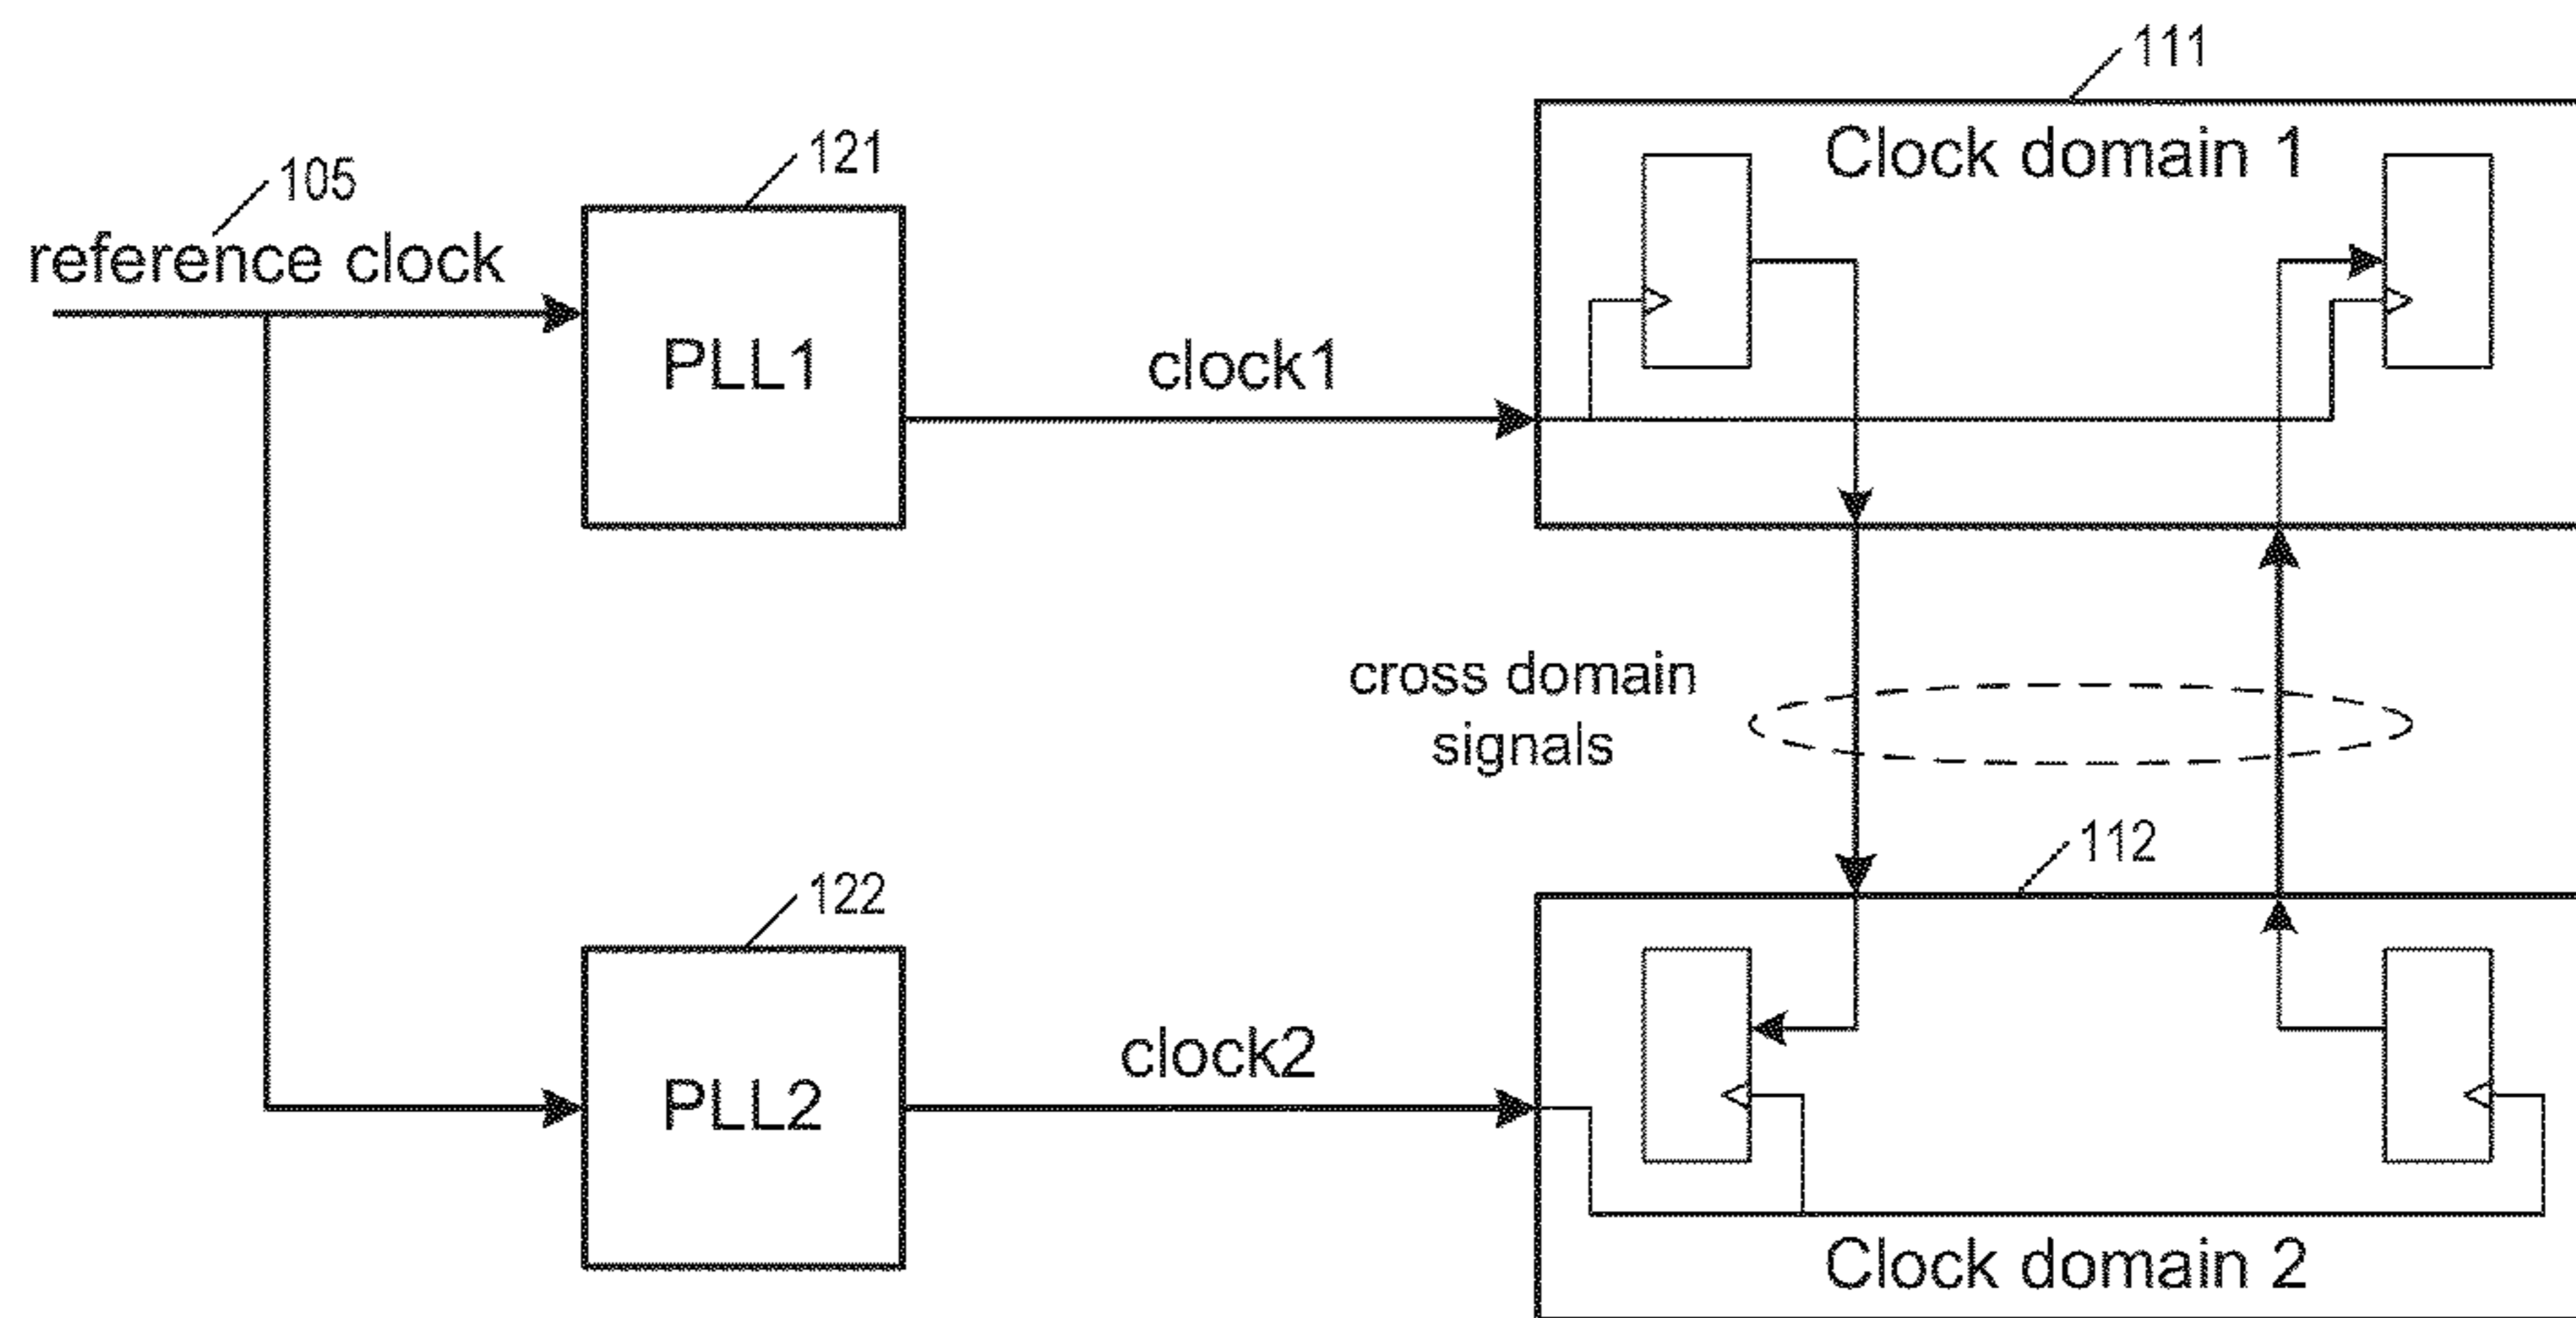 111
Clock domain 1
121
105
reference clock
PLL1
clock1
cross domain
signals
112
122
clock2
PLL2
Clock domain 2